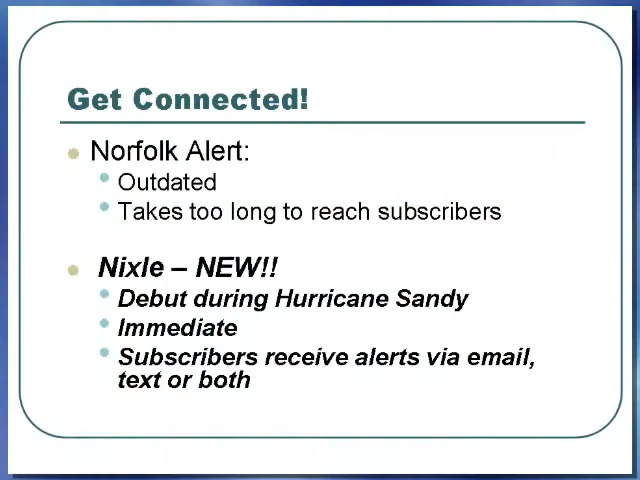 Get Connected!
Norfolk Alert:
Outdated
Takes too long to reach subscribers
Nixle – NEW!!
Debut during Hurricane Sandy
Immediate
Subscribers receive alerts via email,
text or both